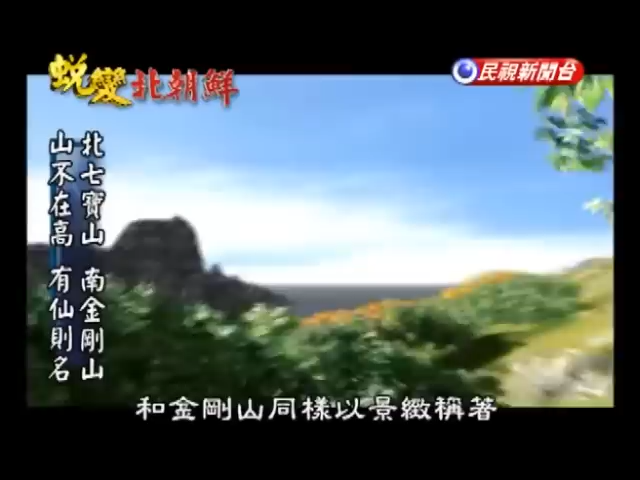 蛻變北朝鮮
民視新聞台
北七寶山 南金剛山
山不在高 有仙則名
和金剛山同樣以景緻稱著